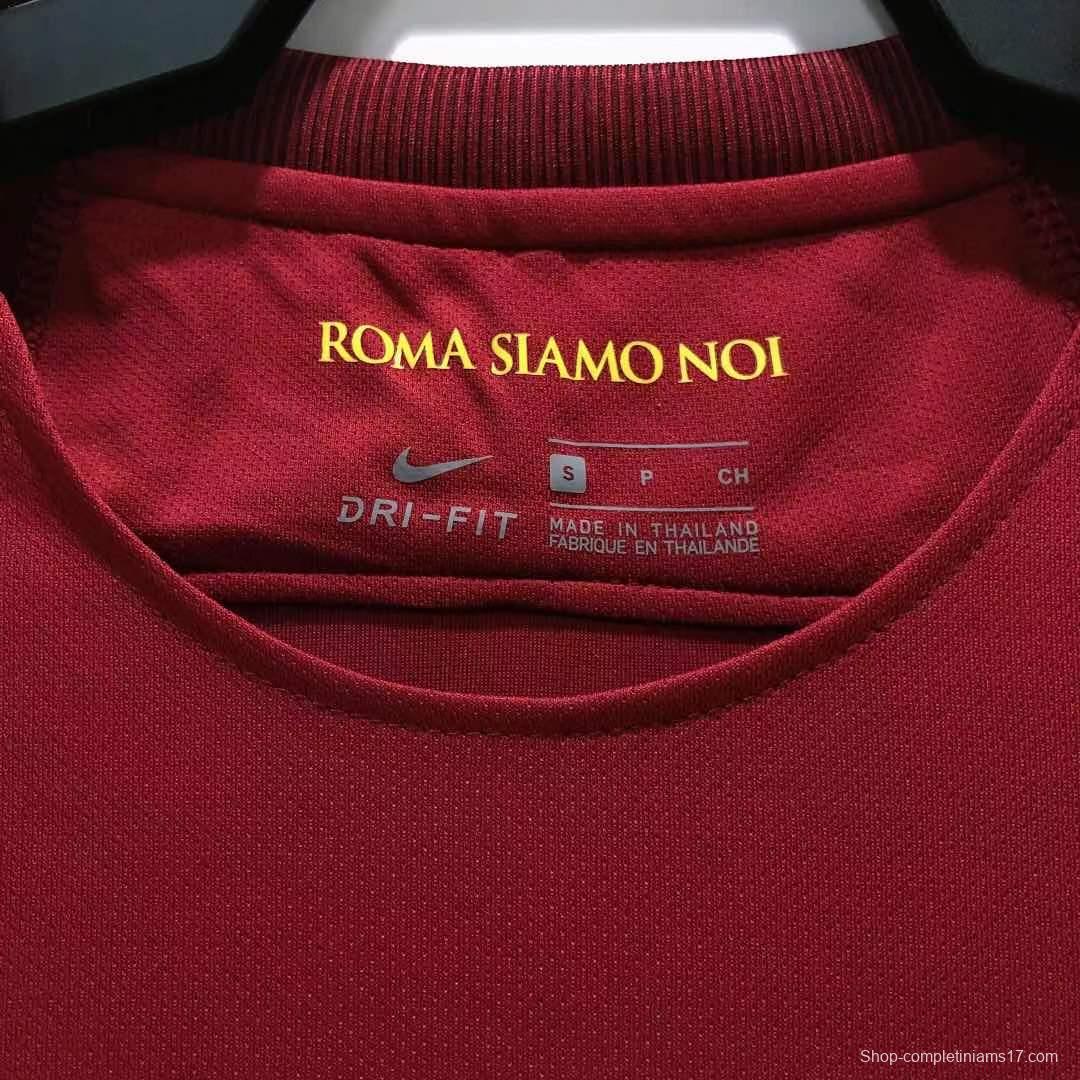 ROMA SIAMO NOI
DRI-FIT
S P CH
MADE IN THAILAND
FABRIQUE EN THAILANDE
Shop-completiniams17.com